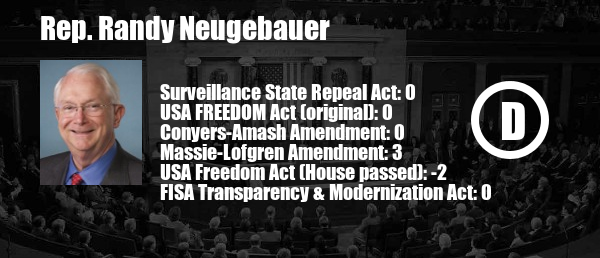 Rep. Randy Neugebauer
Surveillance State Repeal Act: 0
USA FREEDOM Act (original): 0
Conyers-Amash Amendment: 0
Massie-Lofgren Amendment: 3
USA Freedom Act (House passed): -2
FISA Transparency & Modernization Act: 0
D